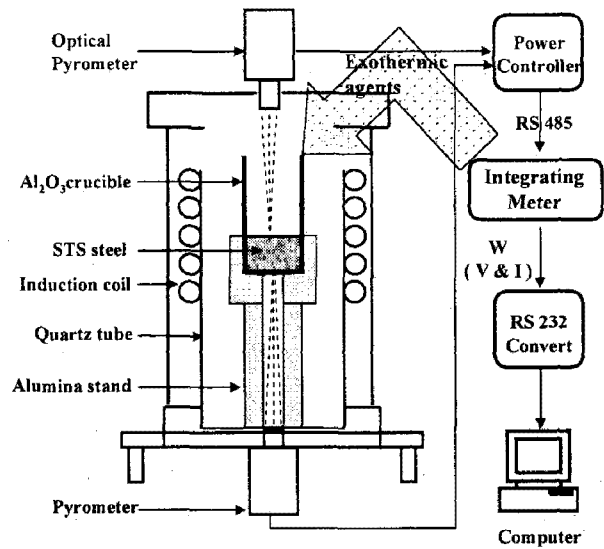 Optical
Pyrometer
Exothermic
agents
Power
Controller
RS 485
Al₂O₃crucible
Integrating
Meter
STS steel
W
( V & I )
Induction coil
RS 232
Convert
Quartz tube
Alumina stand
Pyrometer
Computer